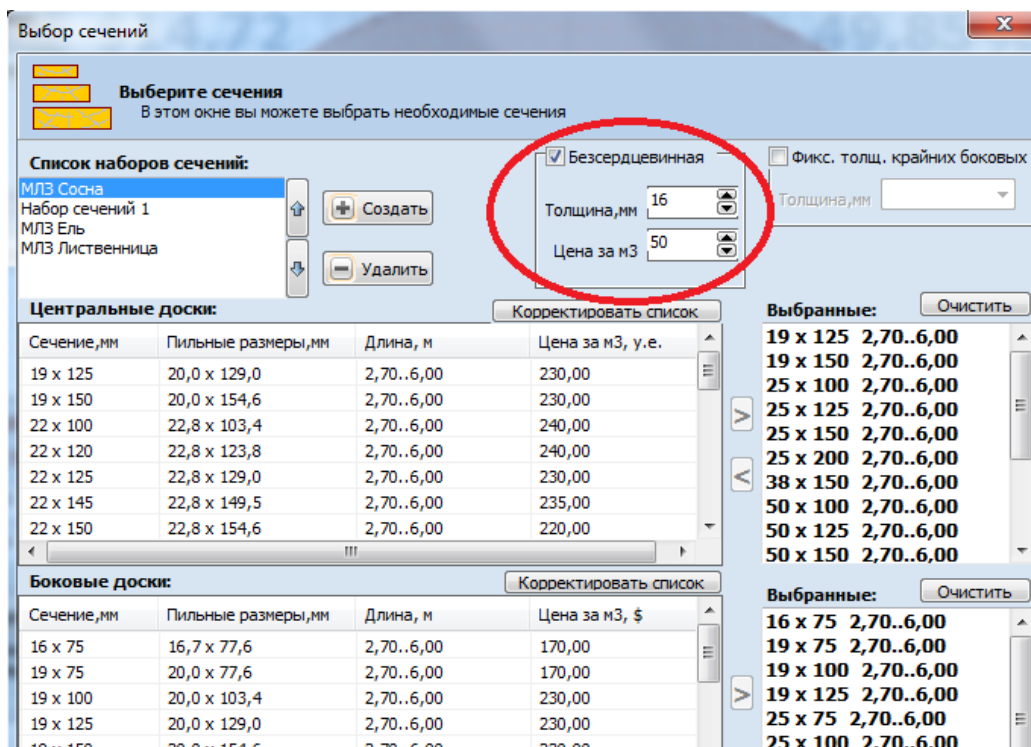 Выбор сечений
Выберите сечения
В этом окне вы можете выбрать необходимые сечения
Список наборов сечений:
МЛЗ Сосна
Набор сечений 1
МЛЗ Ель
МЛЗ Лиственница
Создать
Удалить
Безсердцевинная
Толщина,мм 16
Цена за м3 50
Фикс. толщ. крайних боковых
Толщина,мм
Центральные доски:
Корректировать список
Сечение,мм Пильные размеры,мм Длина, м Цена за м3, у.е.
19 x 125 20,0 x 129,0 2,70..6,00 230,00
19 x 150 20,0 x 154,6 2,70..6,00 230,00
22 x 100 22,8 x 103,4 2,70..6,00 240,00
22 x 120 22,8 x 123,8 2,70..6,00 240,00
22 x 125 22,8 x 129,0 2,70..6,00 230,00
22 x 145 22,8 x 149,5 2,70..6,00 235,00
22 x 150 22,8 x 154,6 2,70..6,00 220,00
Выбранные:
Очистить
19 x 125 2,70..6,00
19 x 150 2,70..6,00
25 x 100 2,70..6,00
25 x 125 2,70..6,00
25 x 150 2,70..6,00
25 x 200 2,70..6,00
38 x 150 2,70..6,00
50 x 100 2,70..6,00
50 x 125 2,70..6,00
50 x 150 2,70..6,00
Боковые доски:
Корректировать список
Сечение,мм Пильные размеры,мм Длина, м Цена за м3, $
16 x 75 16,7 x 77,6 2,70..6,00 170,00
19 x 75 20,0 x 77,6 2,70..6,00 170,00
19 x 100 20,0 x 103,4 2,70..6,00 230,00
19 x 125 20,0 x 129,0 2,70..6,00 230,00
Выбранные:
Очистить
16 x 75 2,70..6,00
19 x 75 2,70..6,00
19 x 100 2,70..6,00
19 x 125 2,70..6,00
25 x 75 2,70..6,00
25 x 100 2,70..6,00